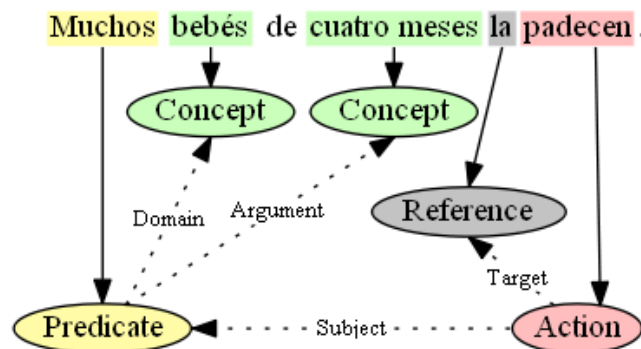 Muchos bebés de cuatro meses la padecen.
Concept Concept
Domain Argument Reference
Target
Predicate Subject Action